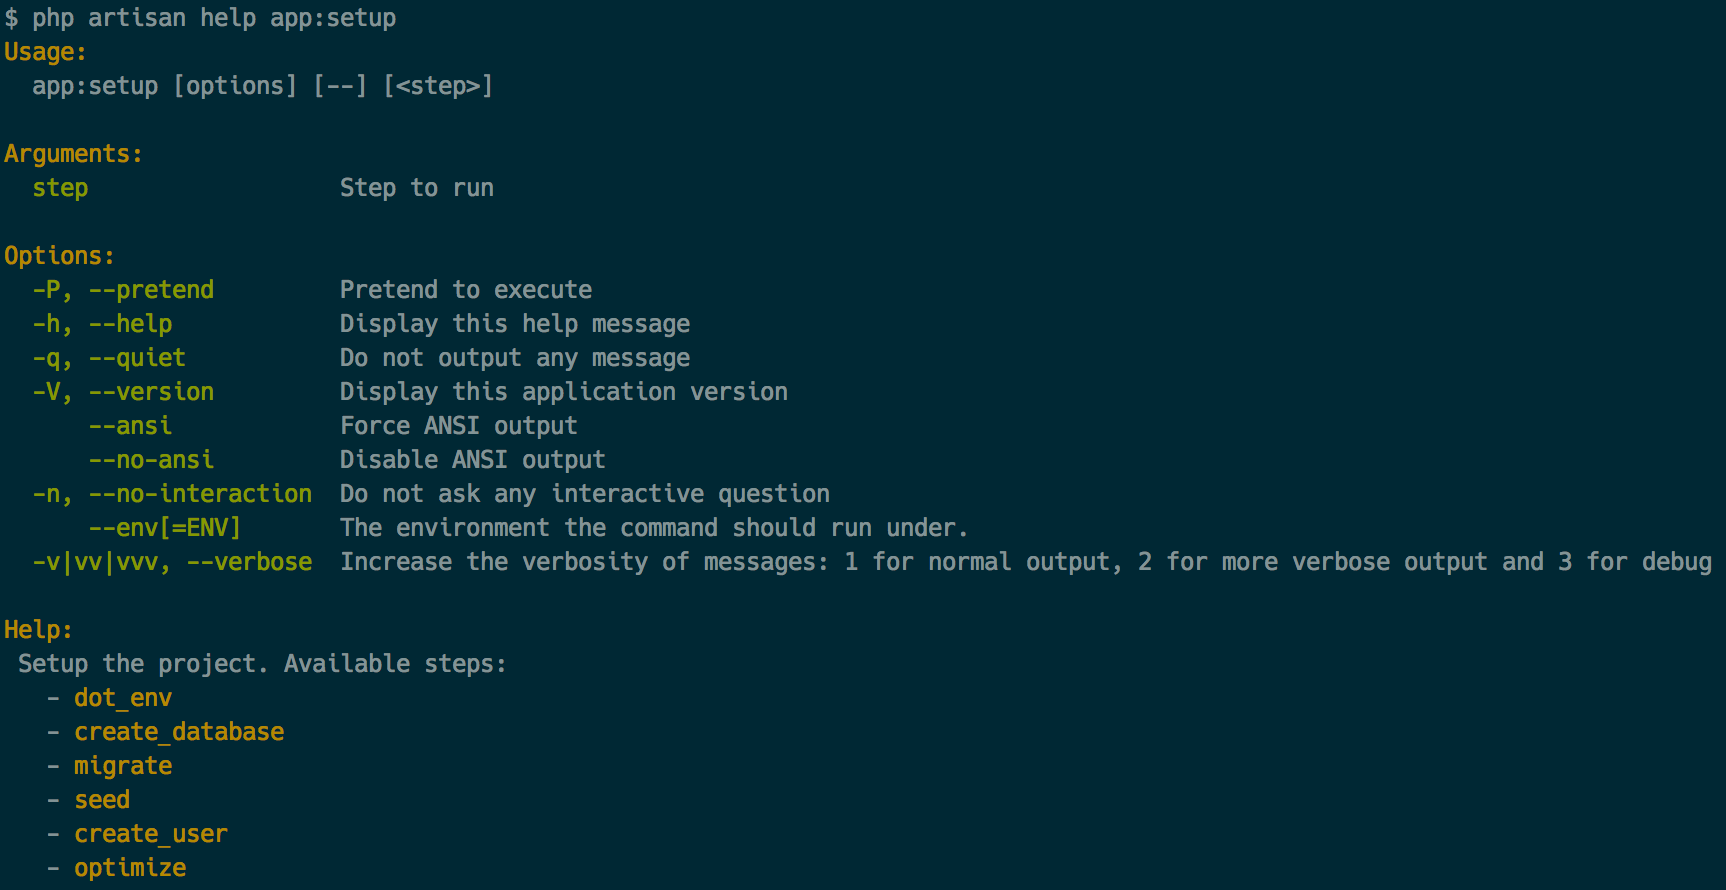 $ php artisan help app:setup
Usage:
  app:setup [options] [--] [<step>]

Arguments:
  step                  Step to run

Options:
  -P, --pretend         Pretend to execute
  -h, --help            Display this help message
  -q, --quiet           Do not output any message
  -V, --version         Display this application version
      --ansi            Force ANSI output
      --no-ansi         Disable ANSI output
  -n, --no-interaction  Do not ask any interactive question
      --env[=ENV]       The environment the command should run under.
  -v|vv|vvv, --verbose  Increase the verbosity of messages: 1 for normal output, 2 for more verbose output and 3 for debug

Help:
 Setup the project. Available steps:
   - dot_env
   - create_database
   - migrate
   - seed
   - create_user
   - optimize